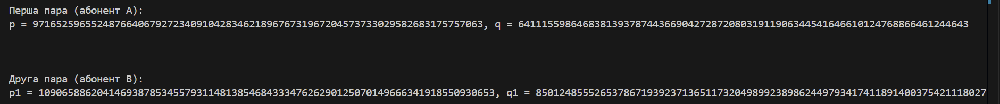 Перша пара (абонент А):
p = 97165259655248766406792723409104283462189676731967204573733029582683175757063, q = 64111559864683813937874436690427287208031911906344541646610124768866461244643
Друга пара (абонент В):
p1 = 109065886204146938785345579311481385468433347626290125070149666341918550930653, q1 = 85012485552653786719392371365117320498992389862449793417411891400375421118027